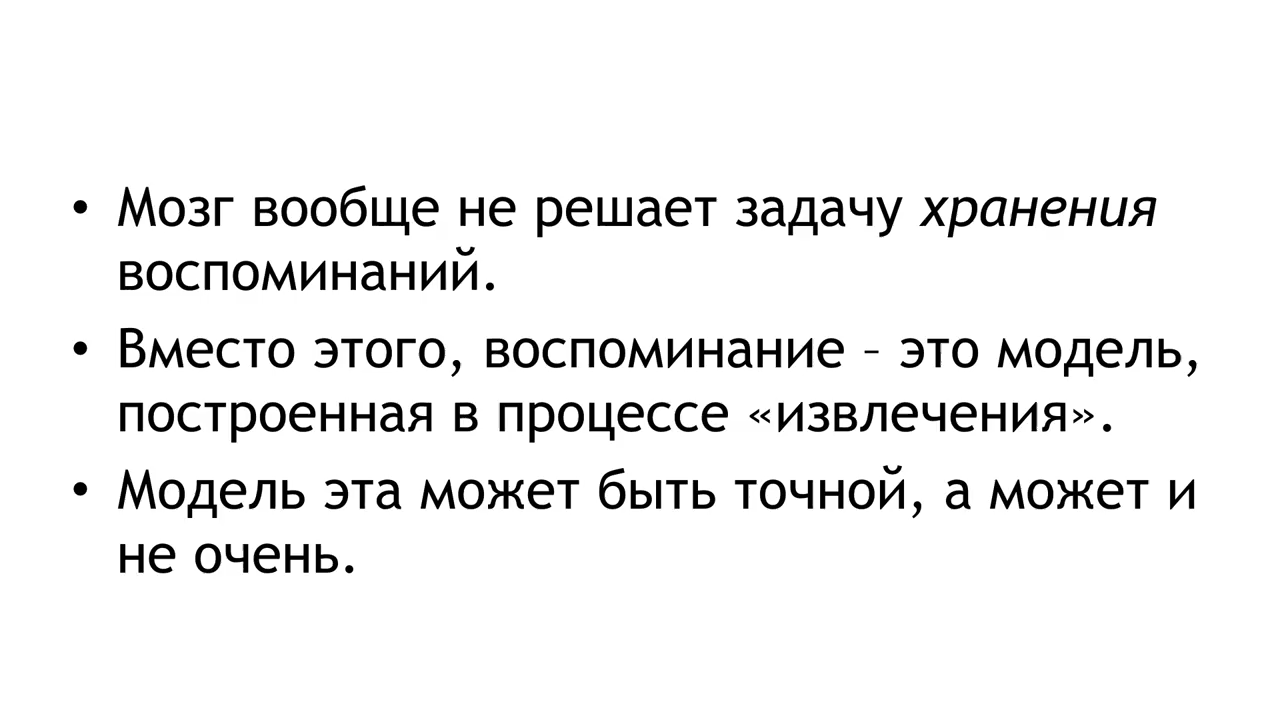 • Мозг вообще не решает задачу хранения
воспоминаний.
• Вместо этого, воспоминание – это модель,
построенная в процессе «извлечения».
• Модель эта может быть точной, а может и
не очень.